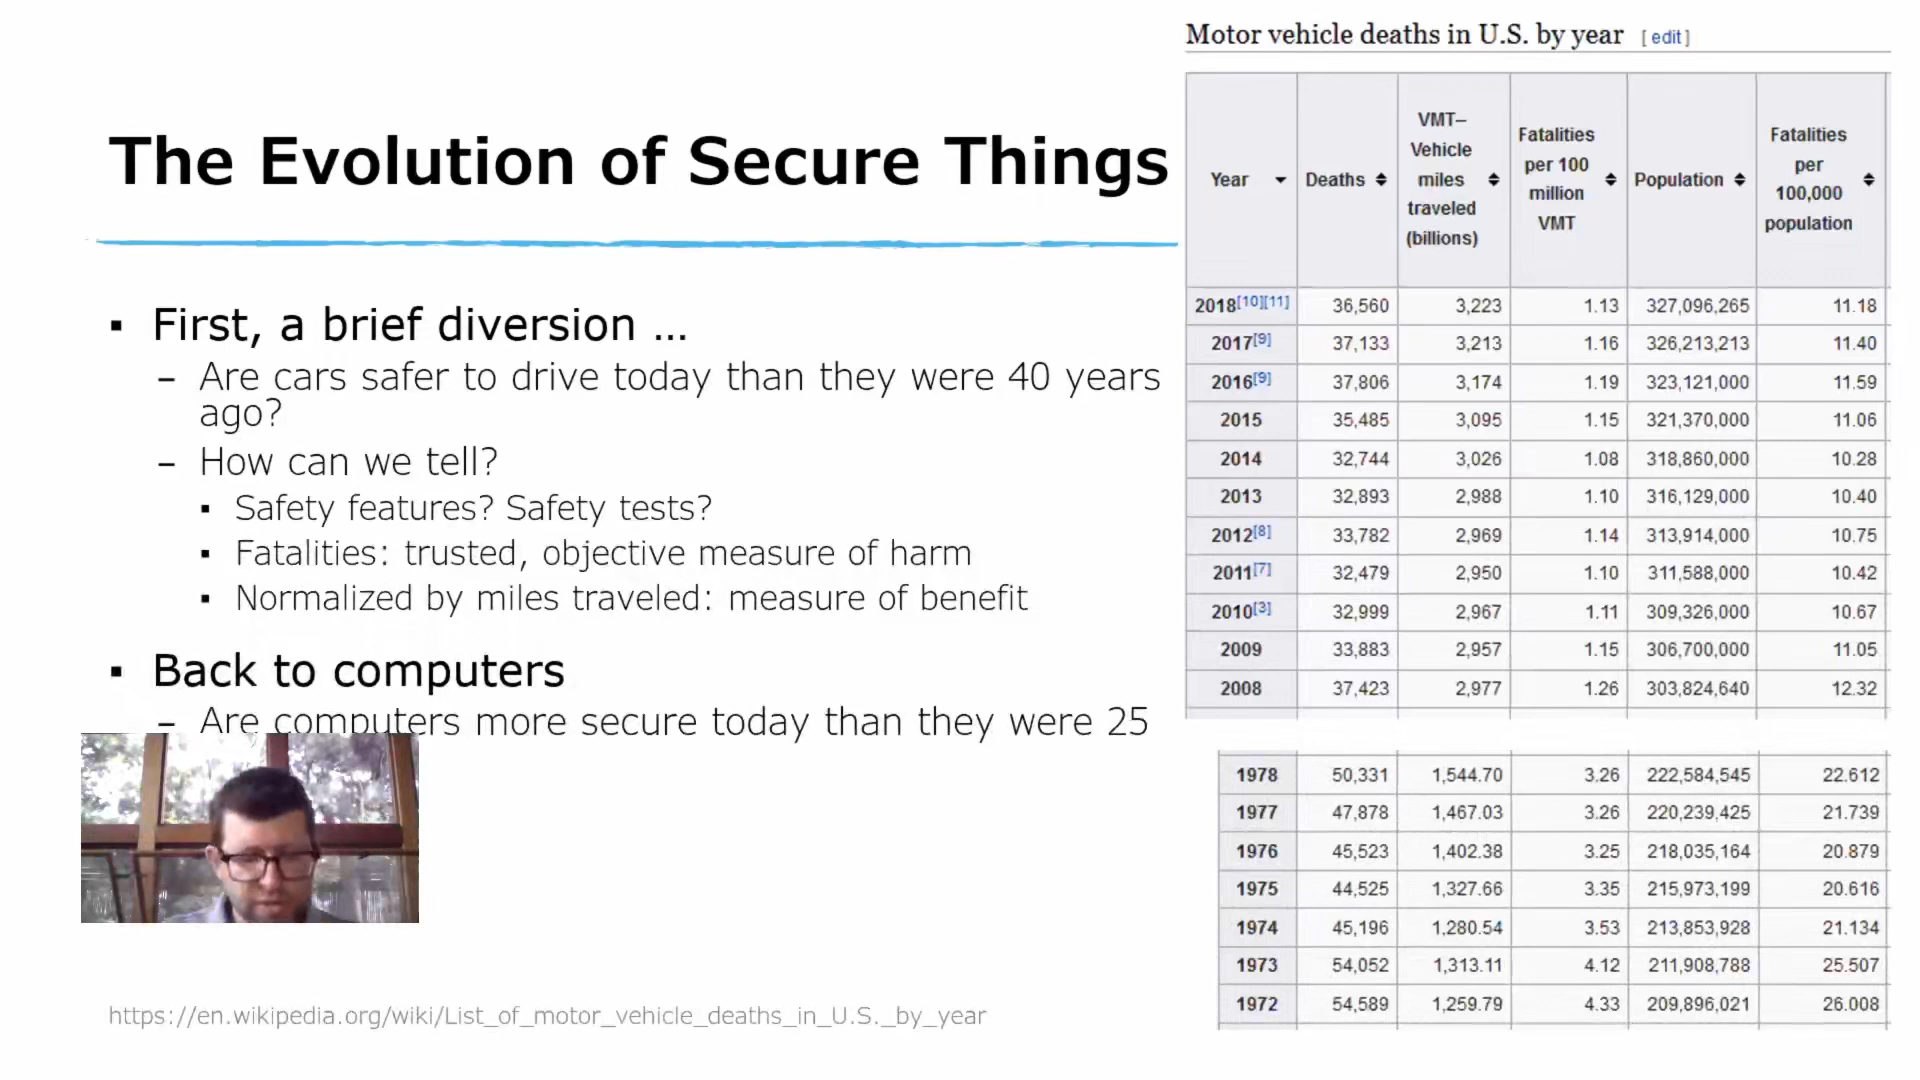 The Evolution of Secure Things
▪ First, a brief diversion …
– Are cars safer to drive today than they were 40 years
ago?
– How can we tell?
▪ Safety features? Safety tests?
▪ Fatalities: trusted, objective measure of harm
▪ Normalized by miles traveled: measure of benefit
▪ Back to computers
– Are computers more secure today than they were 25
https://en.wikipedia.org/wiki/List_of_motor_vehicle_deaths_in_U.S._by_year
Motor vehicle deaths in U.S. by year [ edit ]
Year Deaths VMT–Vehicle miles traveled (billions) Fatalities per 100 million VMT Population Fatalities per 100,000 population
2018[10][11] 36,560 3,223 1.13 327,096,265 11.18
2017[9] 37,133 3,213 1.16 326,213,213 11.40
2016[9] 37,806 3,174 1.19 323,121,000 11.59
2015 35,485 3,095 1.15 321,370,000 11.06
2014 32,744 3,026 1.08 318,860,000 10.28
2013 32,893 2,988 1.10 316,129,000 10.40
2012[8] 33,782 2,969 1.14 313,914,000 10.75
2011[7] 32,479 2,950 1.10 311,588,000 10.42
2010[3] 32,999 2,967 1.11 309,326,000 10.67
2009 33,883 2,957 1.15 306,700,000 11.05
2008 37,423 2,977 1.26 303,824,640 12.32
1978 50,331 1,544.70 3.26 222,584,545 22.612
1977 47,878 1,467.03 3.26 220,239,425 21.739
1976 45,523 1,402.38 3.25 218,035,164 20.879
1975 44,525 1,327.66 3.35 215,973,199 20.616
1974 45,196 1,280.54 3.53 213,853,928 21.134
1973 54,052 1,313.11 4.12 211,908,788 25.507
1972 54,589 1,259.79 4.33 209,896,021 26.008